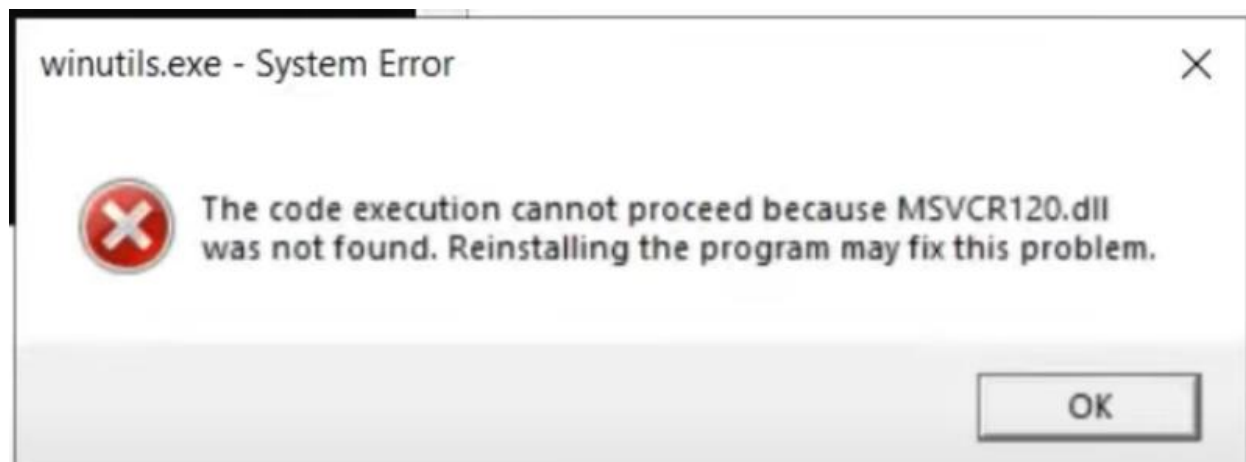 winutils.exe - System Error
The code execution cannot proceed because MSVCR120.dll
was not found. Reinstalling the program may fix this problem.
OK